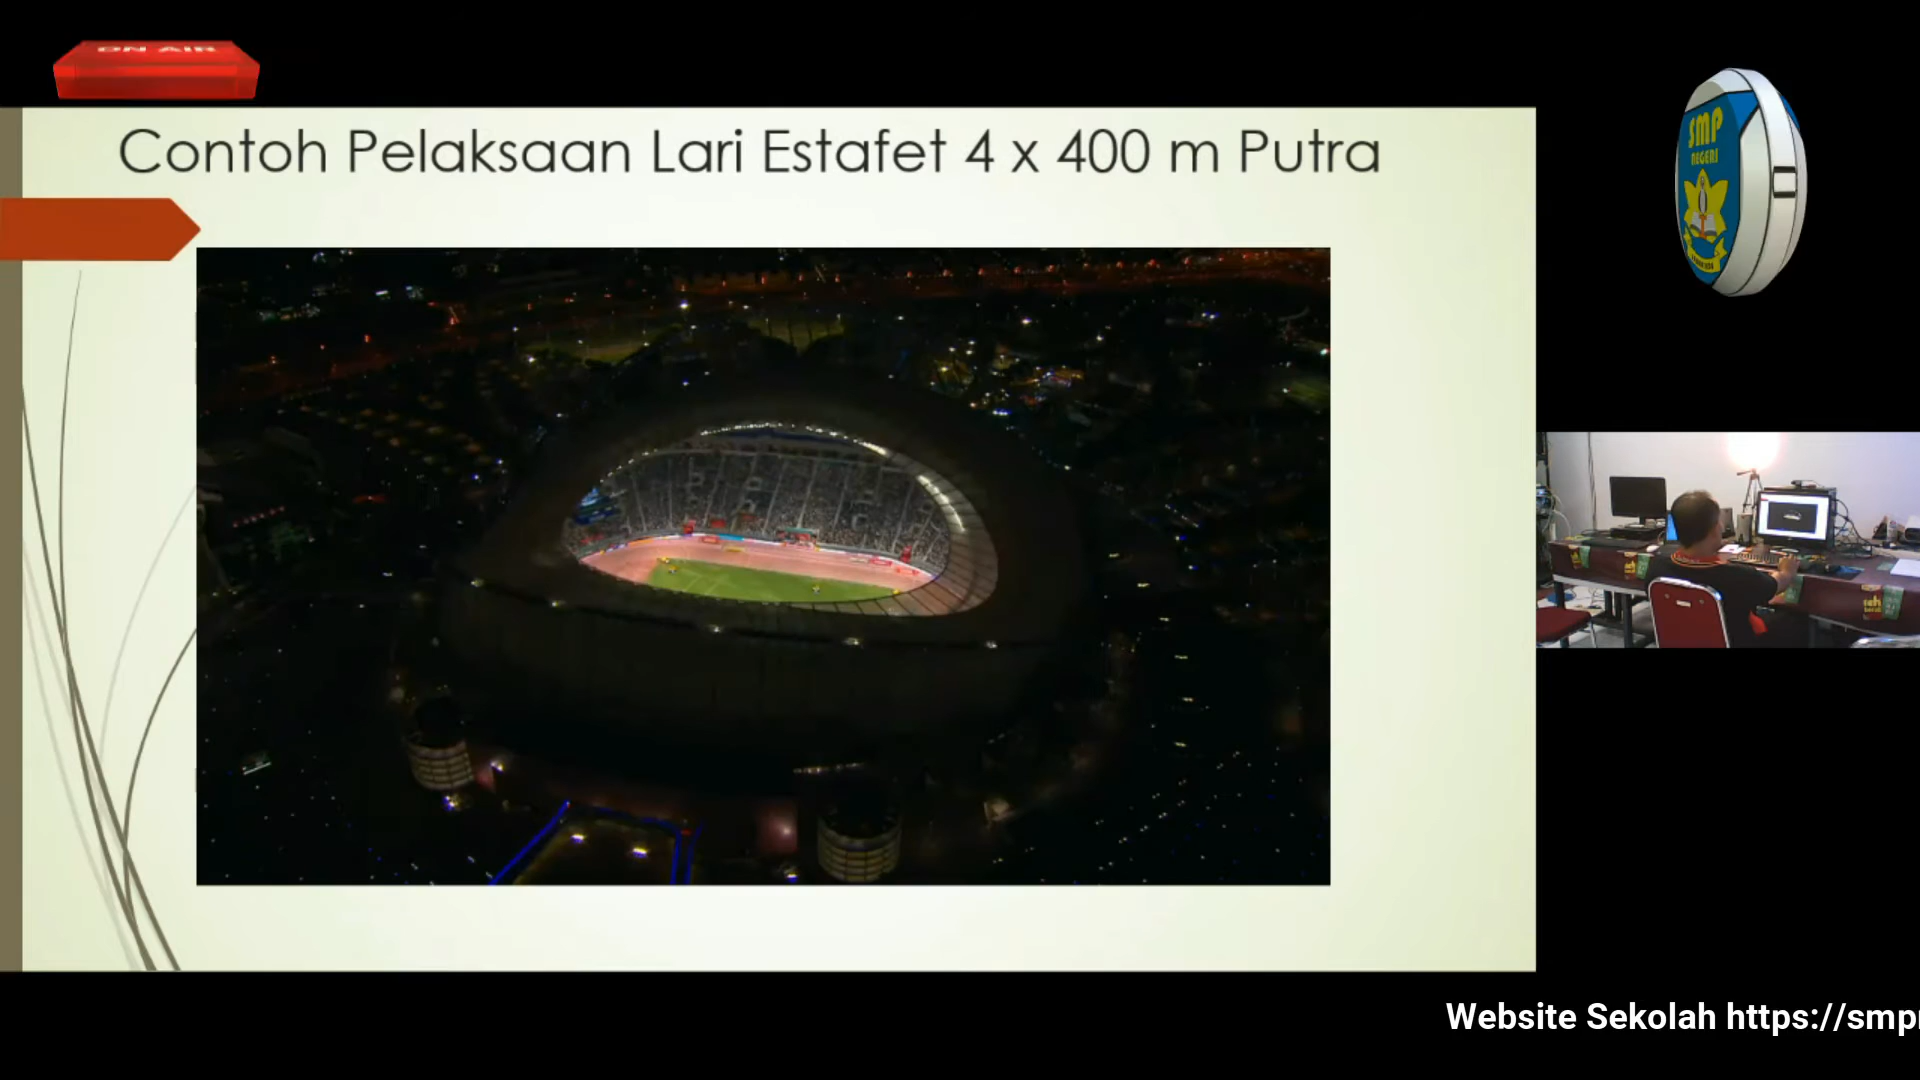 ON AIR
Contoh Pelaksaan Lari Estafet 4 x 400 m Putra
SMP
NEGERI
Website Sekolah https://smp